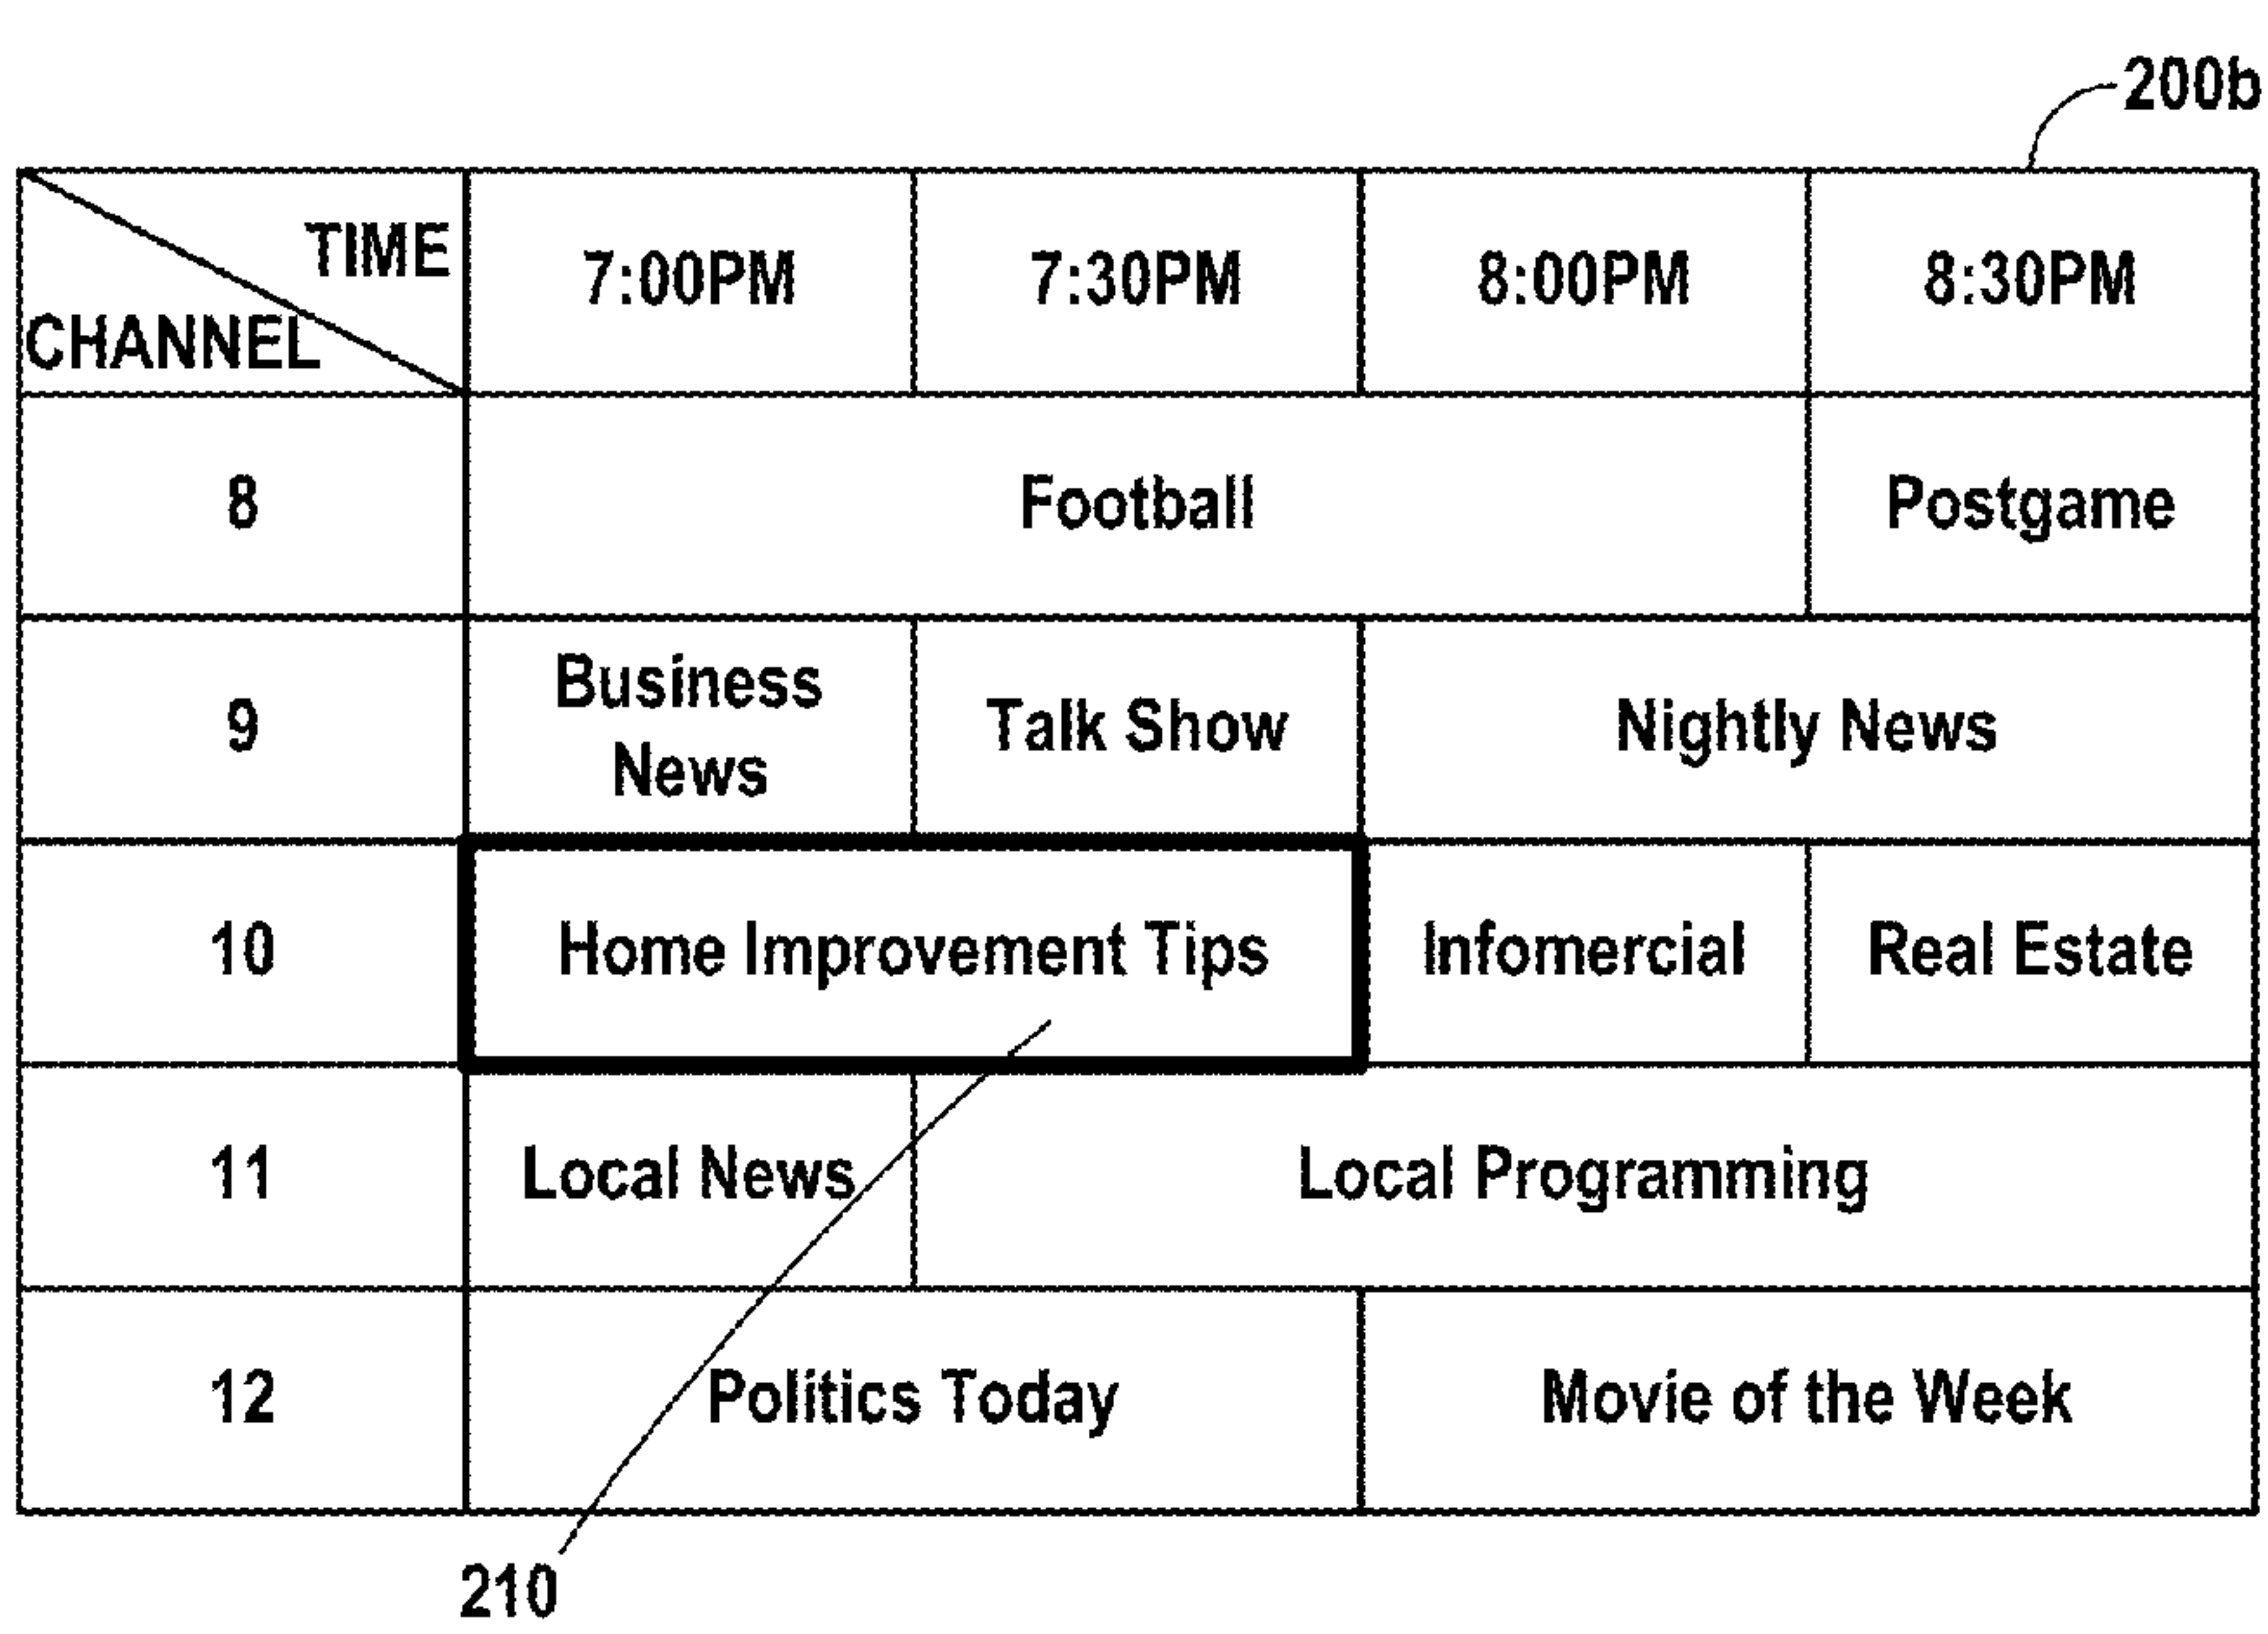 200b
TIME
CHANNEL
7:00PM
7:30PM
8:00PM
8:30PM
8
Football
Postgame
9
Business
News
Talk Show
Nightly News
10
Home Improvement Tips
Infomercial
Real Estate
11
Local News
Local Programming
12
Politics Today
Movie of the Week
210